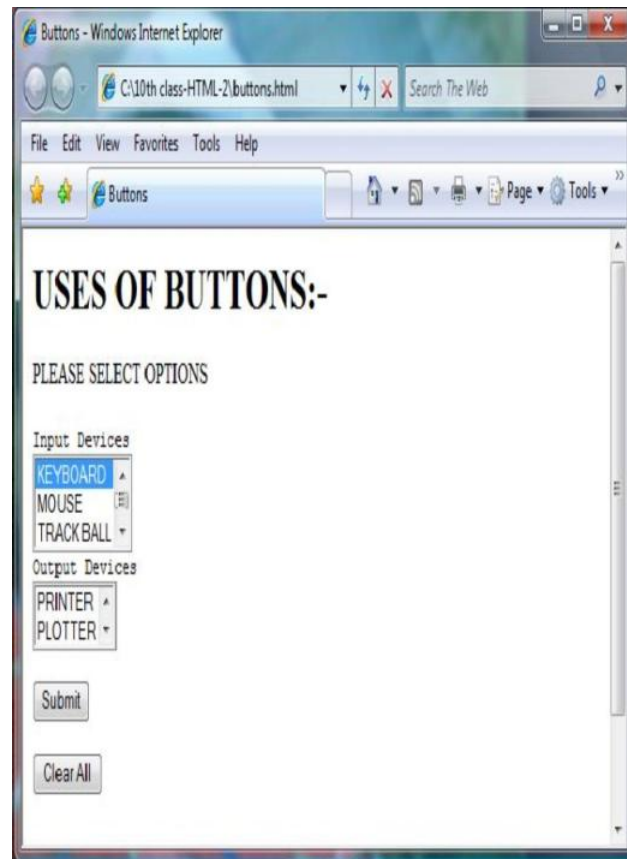 Buttons - Windows Internet Explorer
C:\10th class-HTML-2\buttons.html
Search The Web
File Edit View Favorites Tools Help
Buttons
Page Tools
USES OF BUTTONS:-
PLEASE SELECT OPTIONS
Input Devices
KEYBOARD
MOUSE
TRACK BALL
Output Devices
PRINTER
PLOTTER
Submit
Clear All